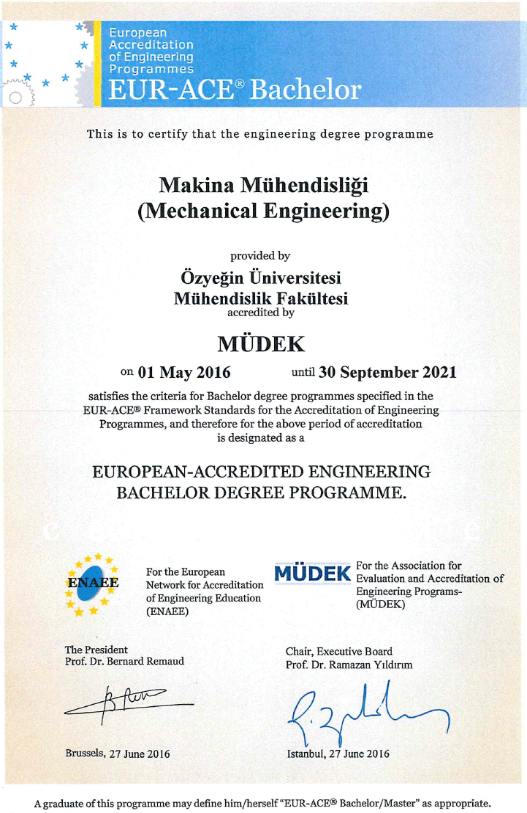 European
Accreditation
of Engineering
Programmes
EUR-ACE® Bachelor
This is to certify that the engineering degree programme
Makina Mühendisliği
(Mechanical Engineering)
provided by
Özyeğin Üniversitesi
Mühendislik Fakültesi
accredited by
MÜDEK
on 01 May 2016 until 30 September 2021
satisfies the criteria for Bachelor degree programmes specified in the
EUR-ACE® Framework Standards for the Accreditation of Engineering
Programmes, and therefore for the above period of accreditation
is designated as a
EUROPEAN-ACCREDITED ENGINEERING
BACHELOR DEGREE PROGRAMME.
ENAEE
For the European
Network for Accreditation
of Engineering Education
(ENAEE)
MÜDEK
For the Association for
Evaluation and Accreditation of
Engineering Programs-
(MÜDEK)
The President
Prof. Dr. Bernard Remaud
Brussels, 27 June 2016
Chair, Executive Board
Prof. Dr. Ramazan Yıldırım
Istanbul, 27 June 2016
A graduate of this programme may define him/herself “EUR-ACE® Bachelor/Master” as appropriate.